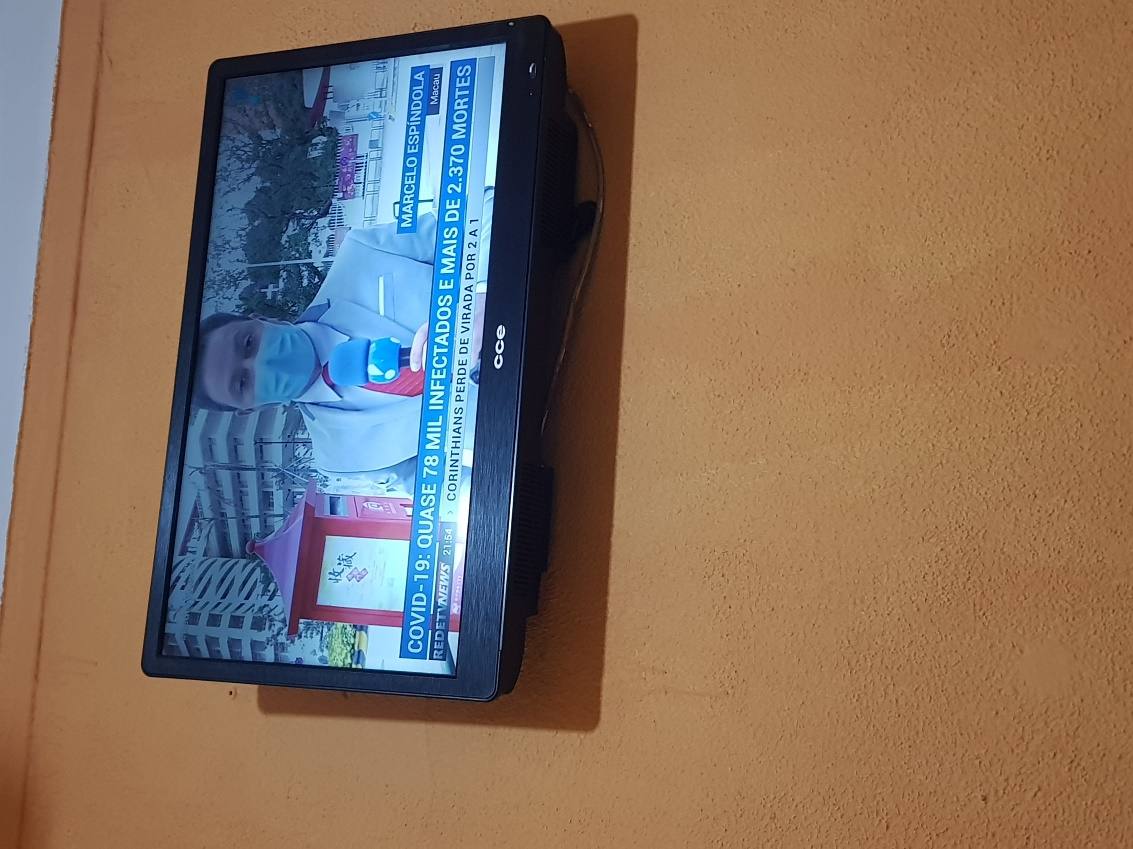 MARCELO ESPÍNDOLA
Macau
COVID-19: QUASE 78 MIL INFECTADOS E MAIS DE 2.370 MORTES
REDETV NEWS 21:54 > CORINTHIANS PERDE DE VIRADA POR 2 A 1
cce